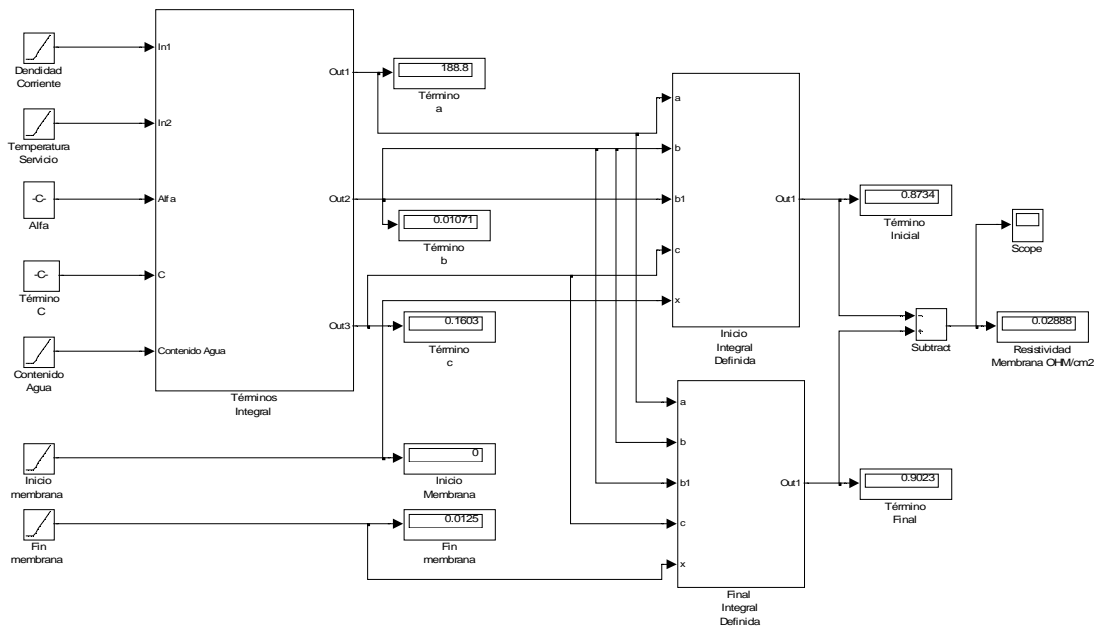 Dendidad
Corriente
Temperatura
Servicio
-C-
Alfa
-C-
Término
C
Contenido
Agua
Inicio
membrana
Fin
membrana
In1
In2
Alfa
C
Contenido Agua
Out1
Out2
Out3
Términos
Integral
188.8
Término
a
0.01071
Término
b
0.1603
Término
c
0
Inicio
Membrana
0.0125
Fin
membrana
a
b
b1
c
x
Out1
Inicio
Integral
Definida
a
b
b1
c
x
Out1
Final
Integral
Definida
0.8734
Término
Inicial
0.9023
Término
Final
Subtract
Scope
0.02888
Resistividad
Membrana OHM/cm2